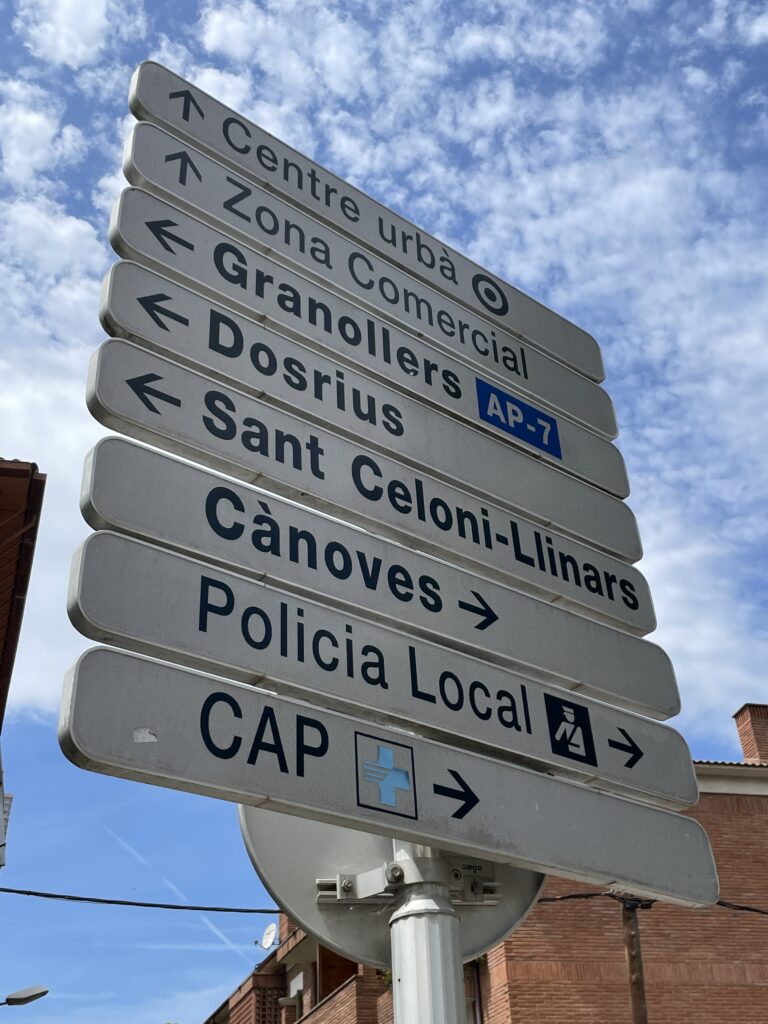 ↑ Centre urbà
↑ Zona Comercial
← Granollers AP-7
← Dosrius
← Sant Celoni-Llinars
Cànoves →
Policia Local →
CAP →